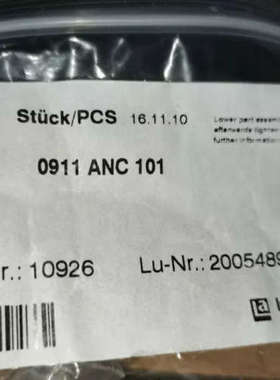 Stück/PCS 16.11.10
Lower part assem
afterwards tighten
further information
0911 ANC 101
r.: 10926 Lu-Nr.: 2005489